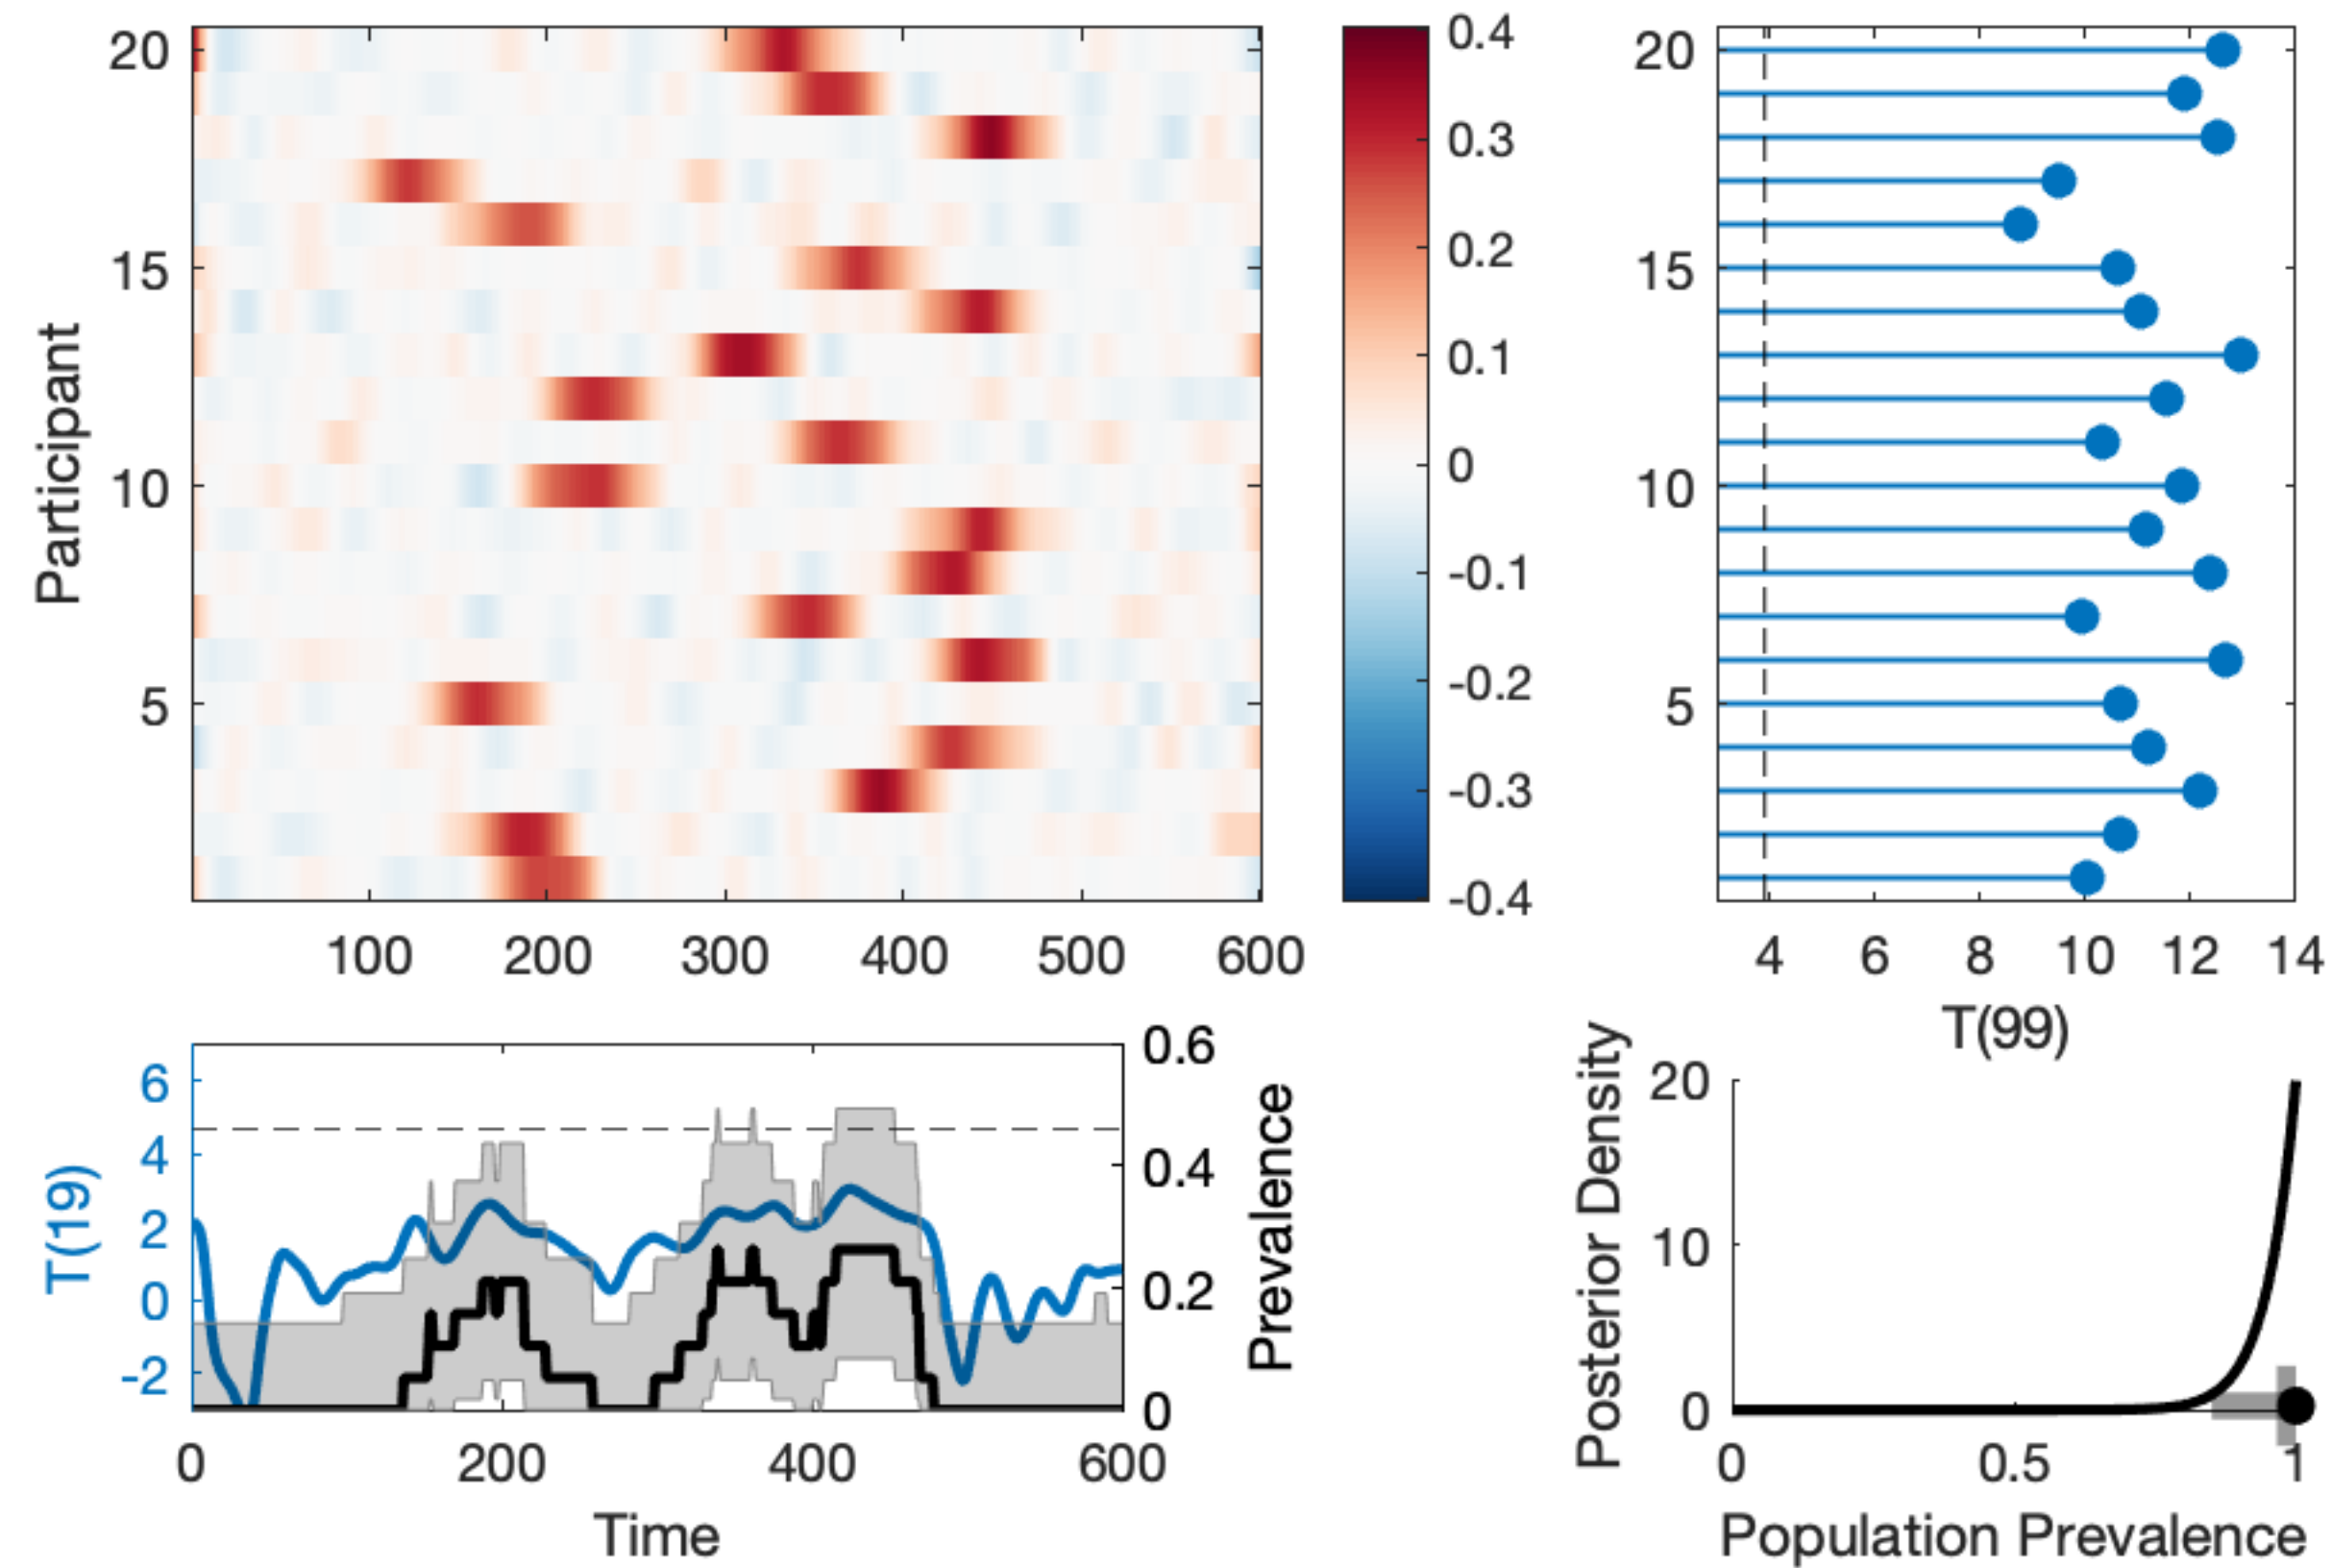 Participant
20
15
10
5
100 200 300 400 500 600
0.4
0.3
0.2
0.1
0
-0.1
-0.2
-0.3
-0.4
20
15
10
5
4 6 8 10 12 14
T(99)
T(19)
6
4
2
0
-2
0.6
0.4
0.2
0
Prevalence
0 200 400 600
Time
Posterior Density
20
10
0
0 0.5 1
Population Prevalence